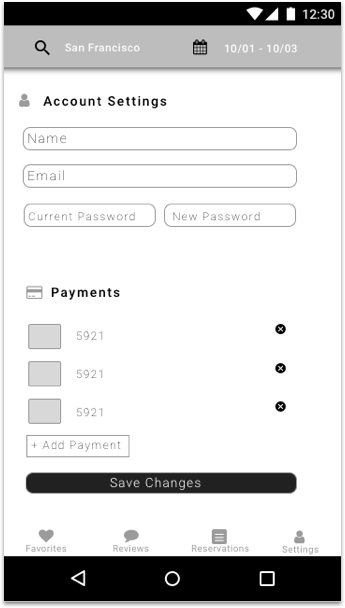 12:30
San Francisco 10/01 - 10/03
Account Settings
Name
Email
Current Password New Password
Payments
5921
5921
5921
+ Add Payment
Save Changes
Favorites Reviews Reservations Settings